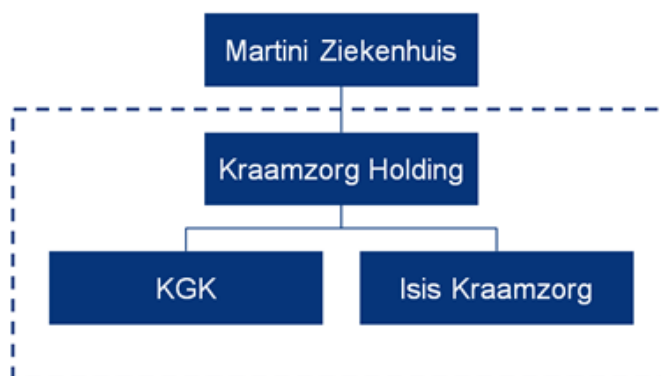 Martini Ziekenhuis
Kraamzorg Holding
KGK
Isis Kraamzorg